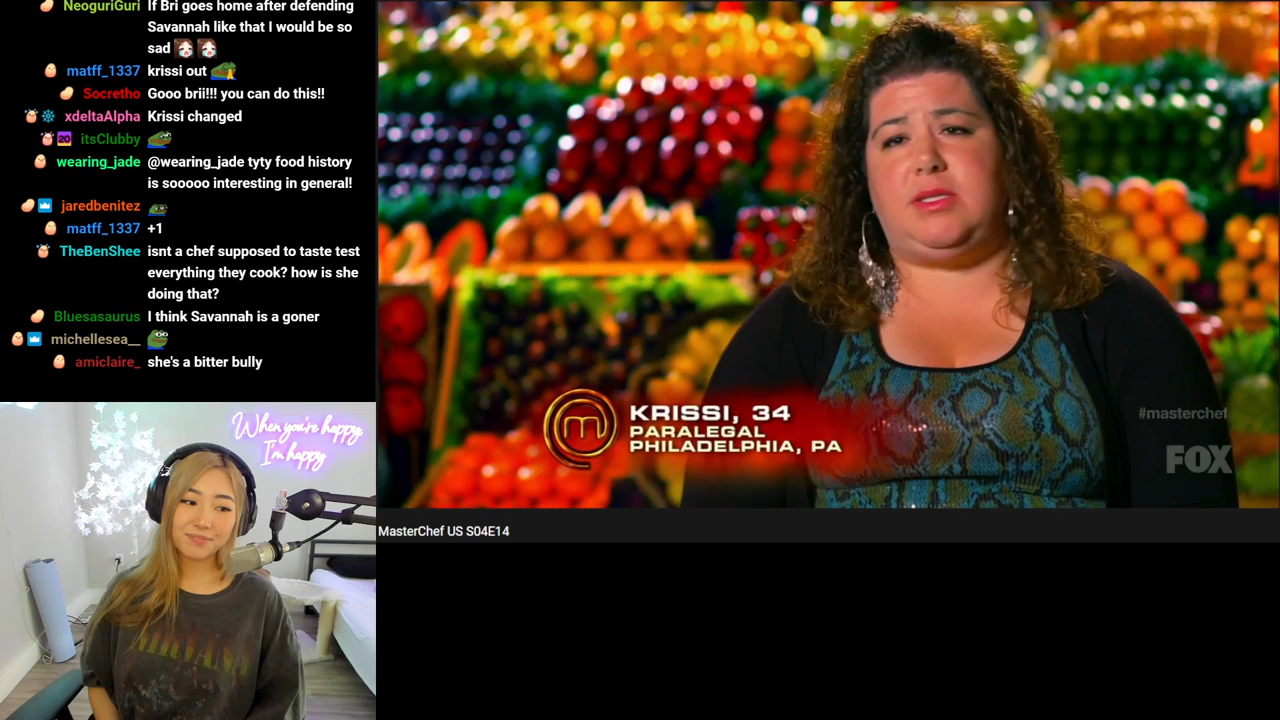 NeoguriGuri If Bri goes home after defending
Savannah like that I would be so
sad
matff_1337 krissi out
Socretho Gooo brii!!! you can do this!!
xdeltaAlpha Krissi changed
20 itsClubby
wearing_jade @wearing_jade tyty food history
is sooooo interesting in general!
jaredbenitez
matff_1337 +1
TheBenShee isnt a chef supposed to taste test
everything they cook? how is she
doing that?
Bluesasaurus I think Savannah is a goner
michellesea__
amiclaire_ she's a bitter bully
When you're happy
I'm happy
NIRVANA
m
KRISSI, 34
PARALEGAL
PHILADELPHIA, PA
#masterchef
FOX
MasterChef US S04E14